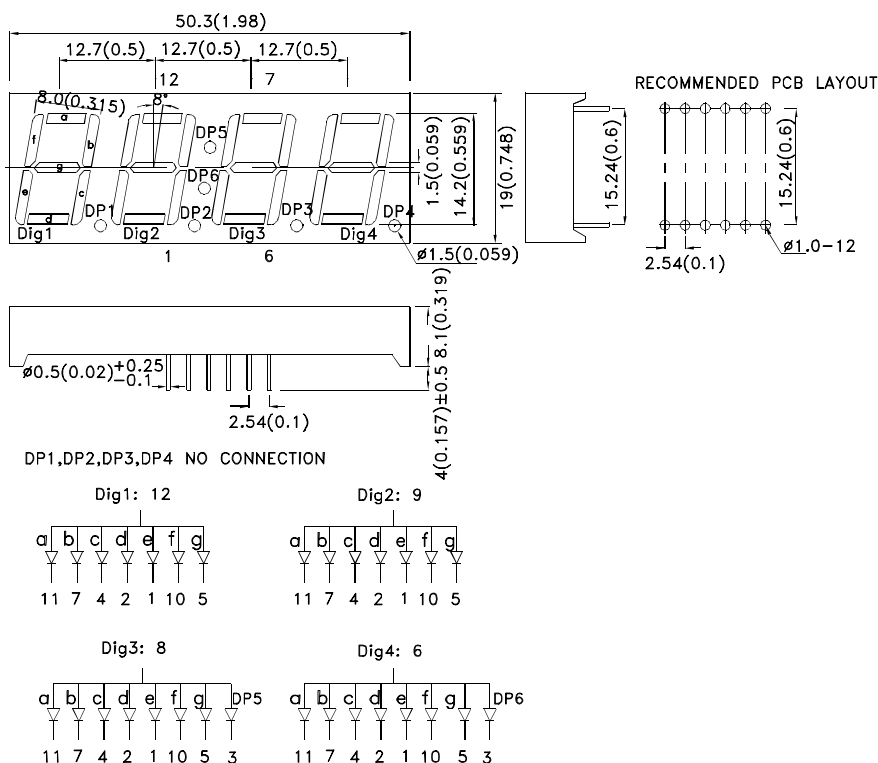 50.3(1.98)
12.7(0.5) 12.7(0.5) 12.7(0.5)
12 7
RECOMMENDED PCB LAYOUT
8.0(0.315)
8°
a
f b
g
e c
d
DP5
DP6
DP1 DP2 DP3 DP4
Dig1 Dig2 Dig3 Dig4
1 6
1.5(0.059)
14.2(0.559)
19(0.748)
ø1.5(0.059)
15.24(0.6)
15.24(0.6)
ø1.0-12
2.54(0.1)
8.1(0.319)
4(0.157)±0.5
ø0.5(0.02)+0.25
-0.1
2.54(0.1)
DP1,DP2,DP3,DP4 NO CONNECTION
Dig1: 12
a b c d e f g
11 7 4 2 1 10 5
Dig2: 9
a b c d e f g
11 7 4 2 1 10 5
Dig3: 8
a b c d e f g DP5
11 7 4 2 1 10 5 3
Dig4: 6
a b c d e f g DP6
11 7 4 2 1 10 5 3